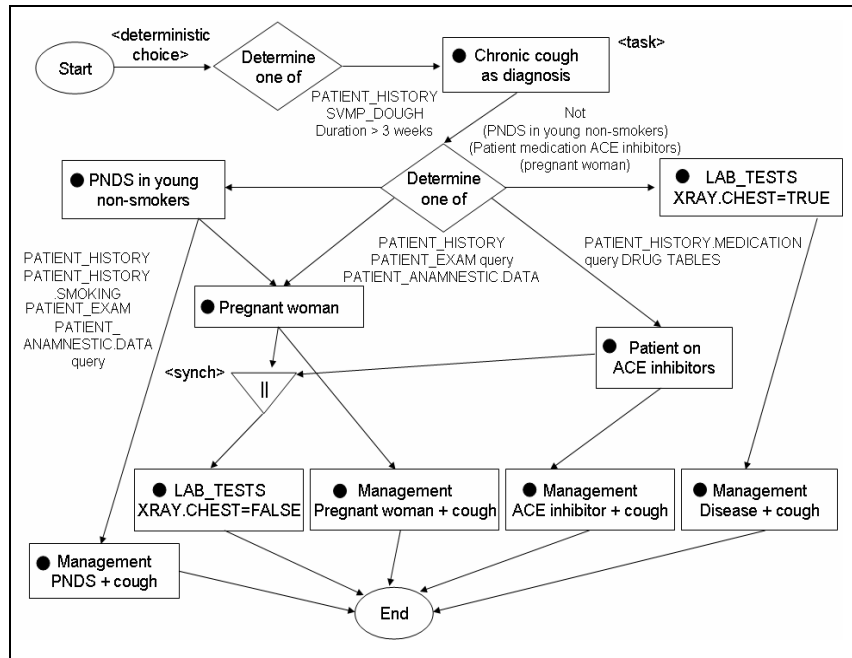 <deterministic
choice>
Start
Determine
one of
Chronic cough
as diagnosis
<task>
PATIENT_HISTORY
SVMP_DOUGH
Duration > 3 weeks
Not
(PNDS in young non-smokers)
(Patient medication ACE inhibitors)
(pregnant woman)
PNDS in young
non-smokers
Determine
one of
LAB_TESTS
XRAY.CHEST=TRUE
PATIENT_HISTORY
PATIENT_HISTORY
.SMOKING
PATIENT_EXAM
PATIENT_
ANAMNESTIC.DATA
query
PATIENT_HISTORY
PATIENT_EXAM query
PATIENT_ANAMNESTIC.DATA
PATIENT_HISTORY.MEDICATION
query DRUG TABLES
Pregnant woman
Patient on
ACE inhibitors
<synch>
||
LAB_TESTS
XRAY.CHEST=FALSE
Management
Pregnant woman + cough
Management
ACE inhibitor + cough
Management
Disease + cough
Management
PNDS + cough
End